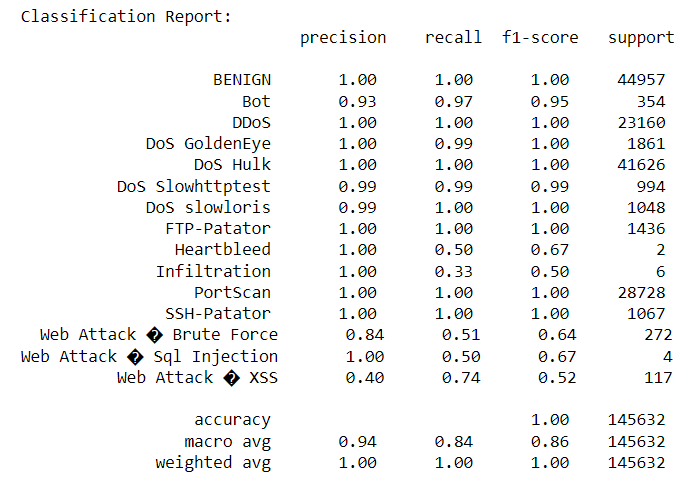 Classification Report:
precision recall f1-score support
BENIGN 1.00 1.00 1.00 44957
Bot 0.93 0.97 0.95 354
DDoS 1.00 1.00 1.00 23160
DoS GoldenEye 1.00 0.99 1.00 1861
DoS Hulk 1.00 1.00 1.00 41626
DoS Slowhttptest 0.99 0.99 0.99 994
DoS slowloris 0.99 1.00 1.00 1048
FTP-Patator 1.00 1.00 1.00 1436
Heartbleed 1.00 0.50 0.67 2
Infiltration 1.00 0.33 0.50 6
PortScan 1.00 1.00 1.00 28728
SSH-Patator 1.00 1.00 1.00 1067
Web Attack � Brute Force 0.84 0.51 0.64 272
Web Attack � Sql Injection 1.00 0.50 0.67 4
Web Attack � XSS 0.40 0.74 0.52 117
accuracy 1.00 145632
macro avg 0.94 0.84 0.86 145632
weighted avg 1.00 1.00 1.00 145632